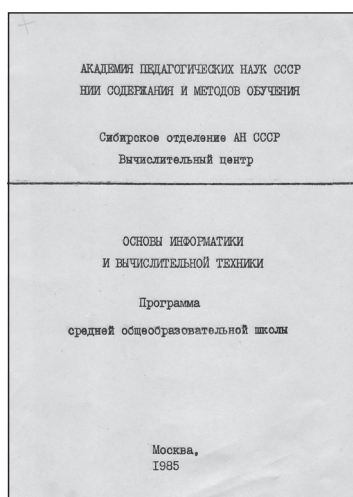 АКАДЕМИЯ ПЕДАГОГИЧЕСКИХ НАУК СССР
НИИ СОДЕРЖАНИЯ И МЕТОДОВ ОБУЧЕНИЯ
Сибирское отделение АН СССР
Вычислительный центр
ОСНОВЫ ИНФОРМАТИКИ
И ВЫЧИСЛИТЕЛЬНОЙ ТЕХНИКИ
Программа
средней общеобразовательной школы
Москва,
1985